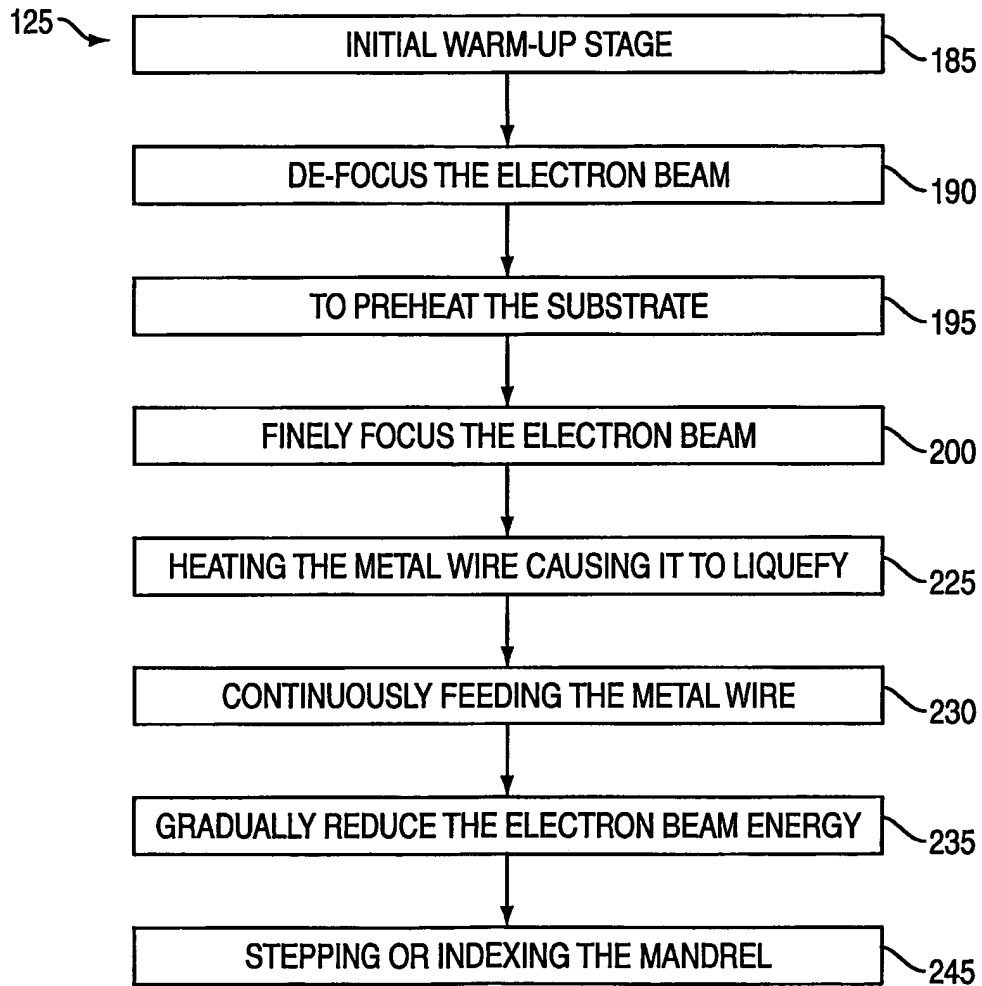 125
INITIAL WARM-UP STAGE
185
DE-FOCUS THE ELECTRON BEAM
190
TO PREHEAT THE SUBSTRATE
195
FINELY FOCUS THE ELECTRON BEAM
200
HEATING THE METAL WIRE CAUSING IT TO LIQUEFY
225
CONTINUOUSLY FEEDING THE METAL WIRE
230
GRADUALLY REDUCE THE ELECTRON BEAM ENERGY
235
STEPPING OR INDEXING THE MANDREL
245